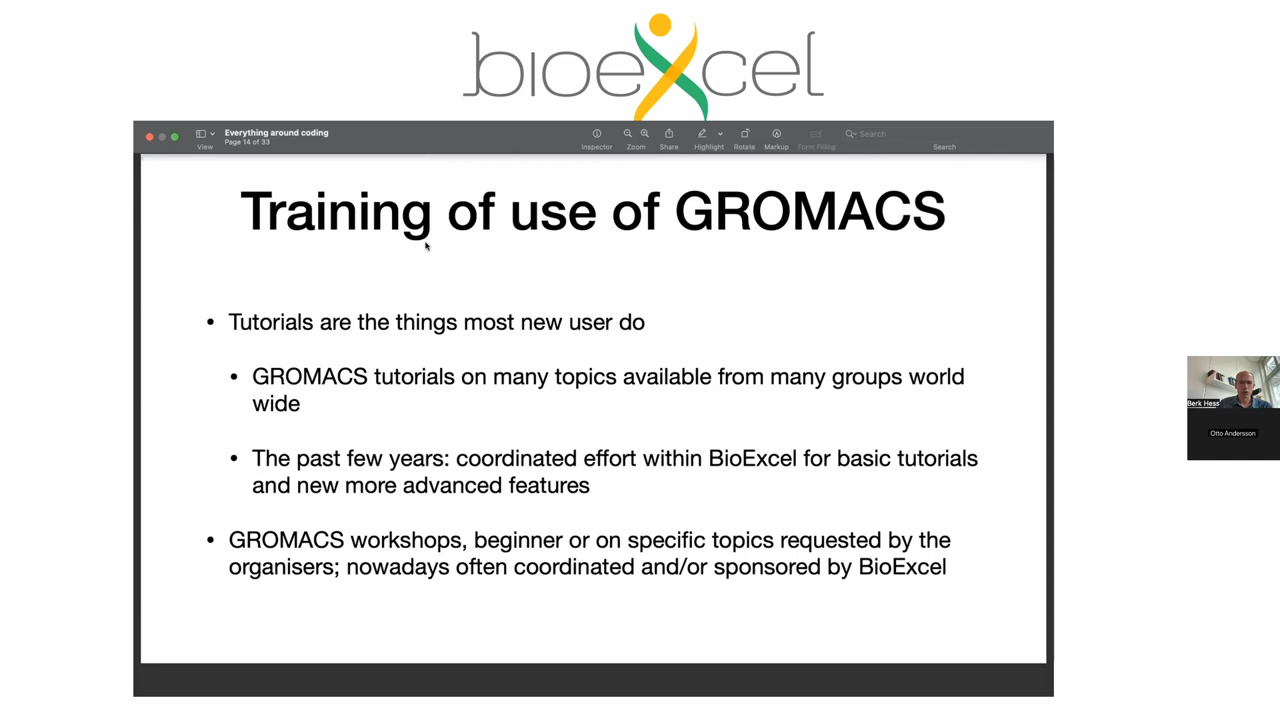 bioexcel
Everything around coding
Page 14 of 33
View
Inspector
Zoom
Share
Highlight
Rotate
Markup
Form Filling
Search
Search
Training of use of GROMACS
• Tutorials are the things most new user do
• GROMACS tutorials on many topics available from many groups world
wide
• The past few years: coordinated effort within BioExcel for basic tutorials
and new more advanced features
• GROMACS workshops, beginner or on specific topics requested by the
organisers; nowadays often coordinated and/or sponsored by BioExcel
Berk Hess
Otto Andersson